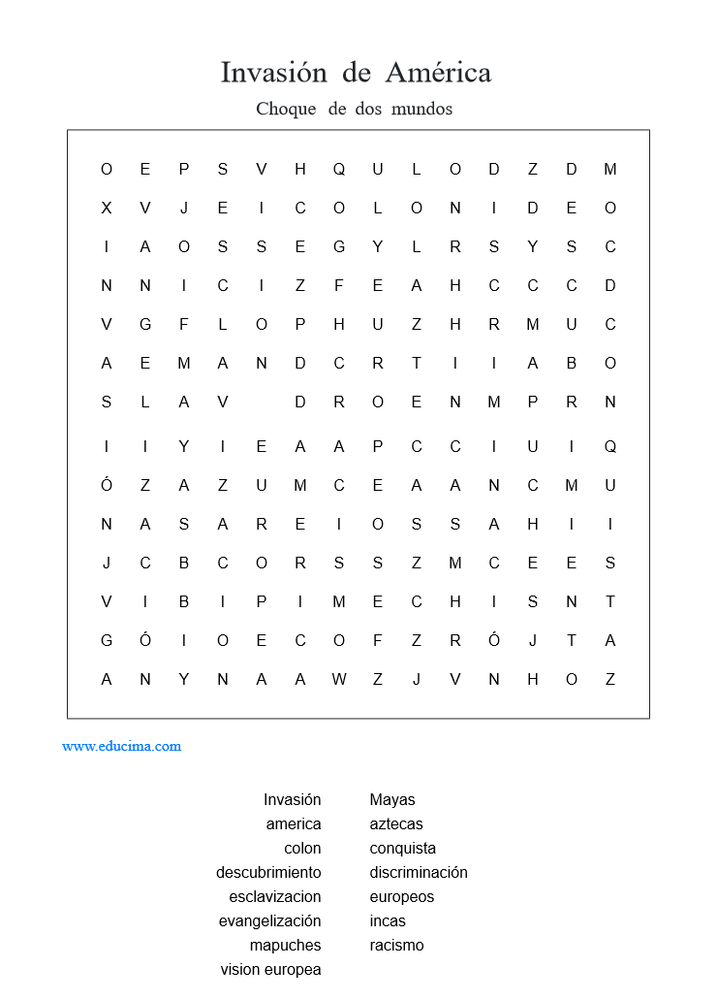 Invasión de América
Choque de dos mundos
O E P S V H Q U L O D Z D M
X V J E I C O L O N I D E O
I A O S S E G Y L R S Y S C
N N I C I Z F E A H C C C D
V G F L O P H U Z H R M U C
A E M A N D C R T I I A B O
S L A V D R O E N M P R N
I I Y I E A A P C C I U I Q
Ó Z A Z U M C E A A N C M U
N A S A R E I O S S A H I I
J C B C O R S S Z M C E E S
V I B I P I M E C H I S N T
G Ó I O E C O F Z R Ó J T A
A N Y N A A W Z J V N H O Z
www.educima.com
Invasión Mayas
america aztecas
colon conquista
descubrimiento discriminación
esclavizacion europeos
evangelización incas
mapuches racismo
vision europea